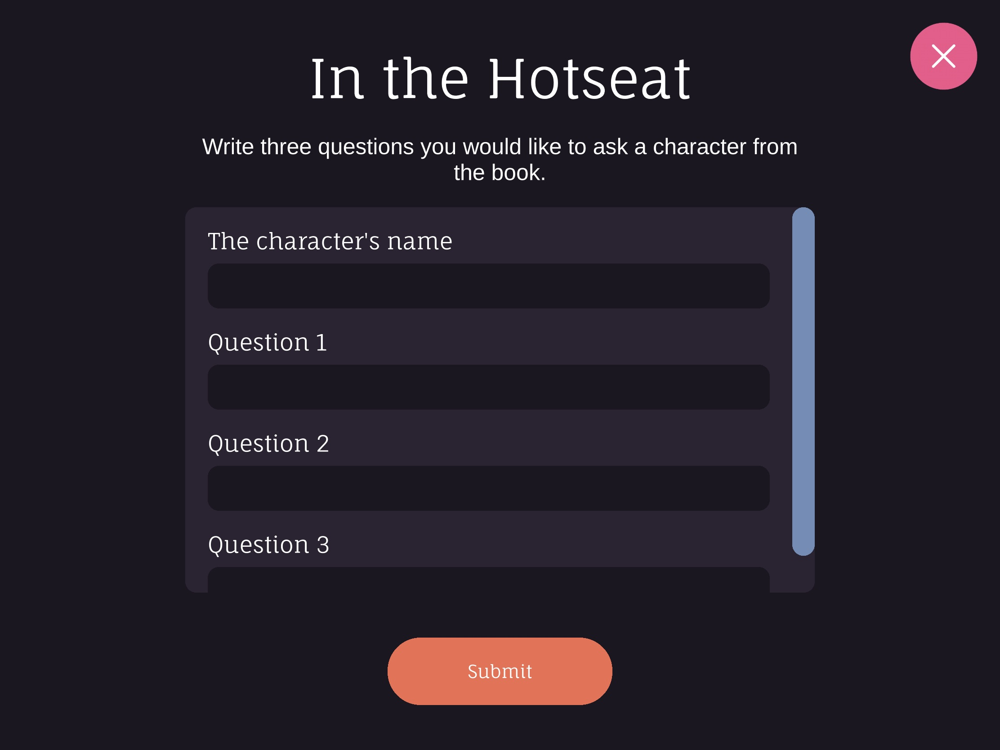 In the Hotseat
Write three questions you would like to ask a character from
the book.
The character's name
Question 1
Question 2
Question 3
Submit